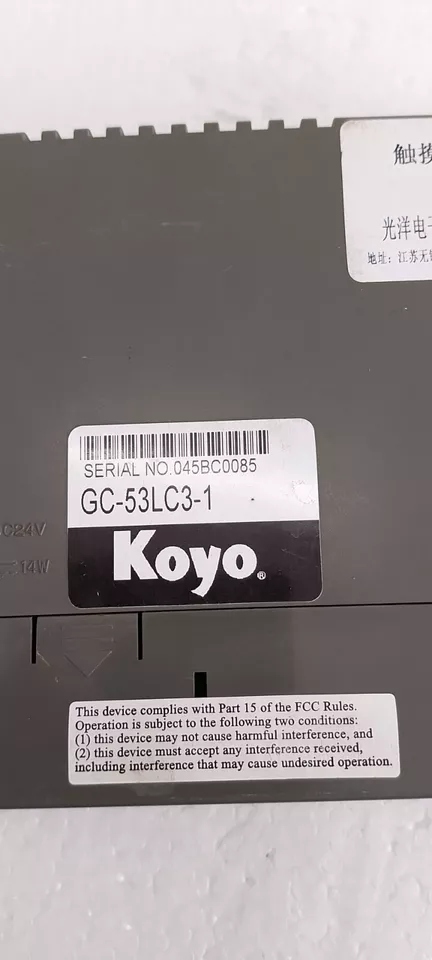 触摸
光洋电子
地址：江苏无锡
SERIAL NO.045BC0085
GC-53LC3-1
C24V
14W
Koyo®
This device complies with Part 15 of the FCC Rules.
Operation is subject to the following two conditions:
(1) this device may not cause harmful interference, and
(2) this device must accept any interference received,
including interference that may cause undesired operation.